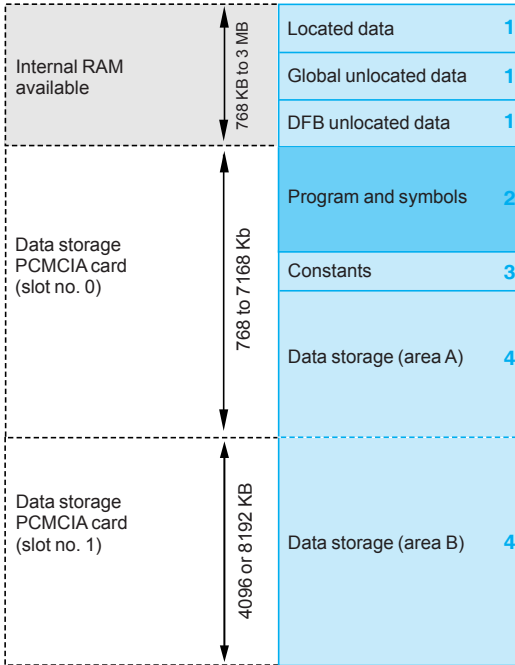 Located data 1
Internal RAM
available
768 KB to 3 MB
Global unlocated data 1
DFB unlocated data 1
Program and symbols 2
Data storage
PCMCIA card
(slot no. 0)
768 to 7168 Kb
Constants 3
Data storage (area A) 4
Data storage
PCMCIA card
(slot no. 1)
4096 or 8192 KB
Data storage (area B) 4